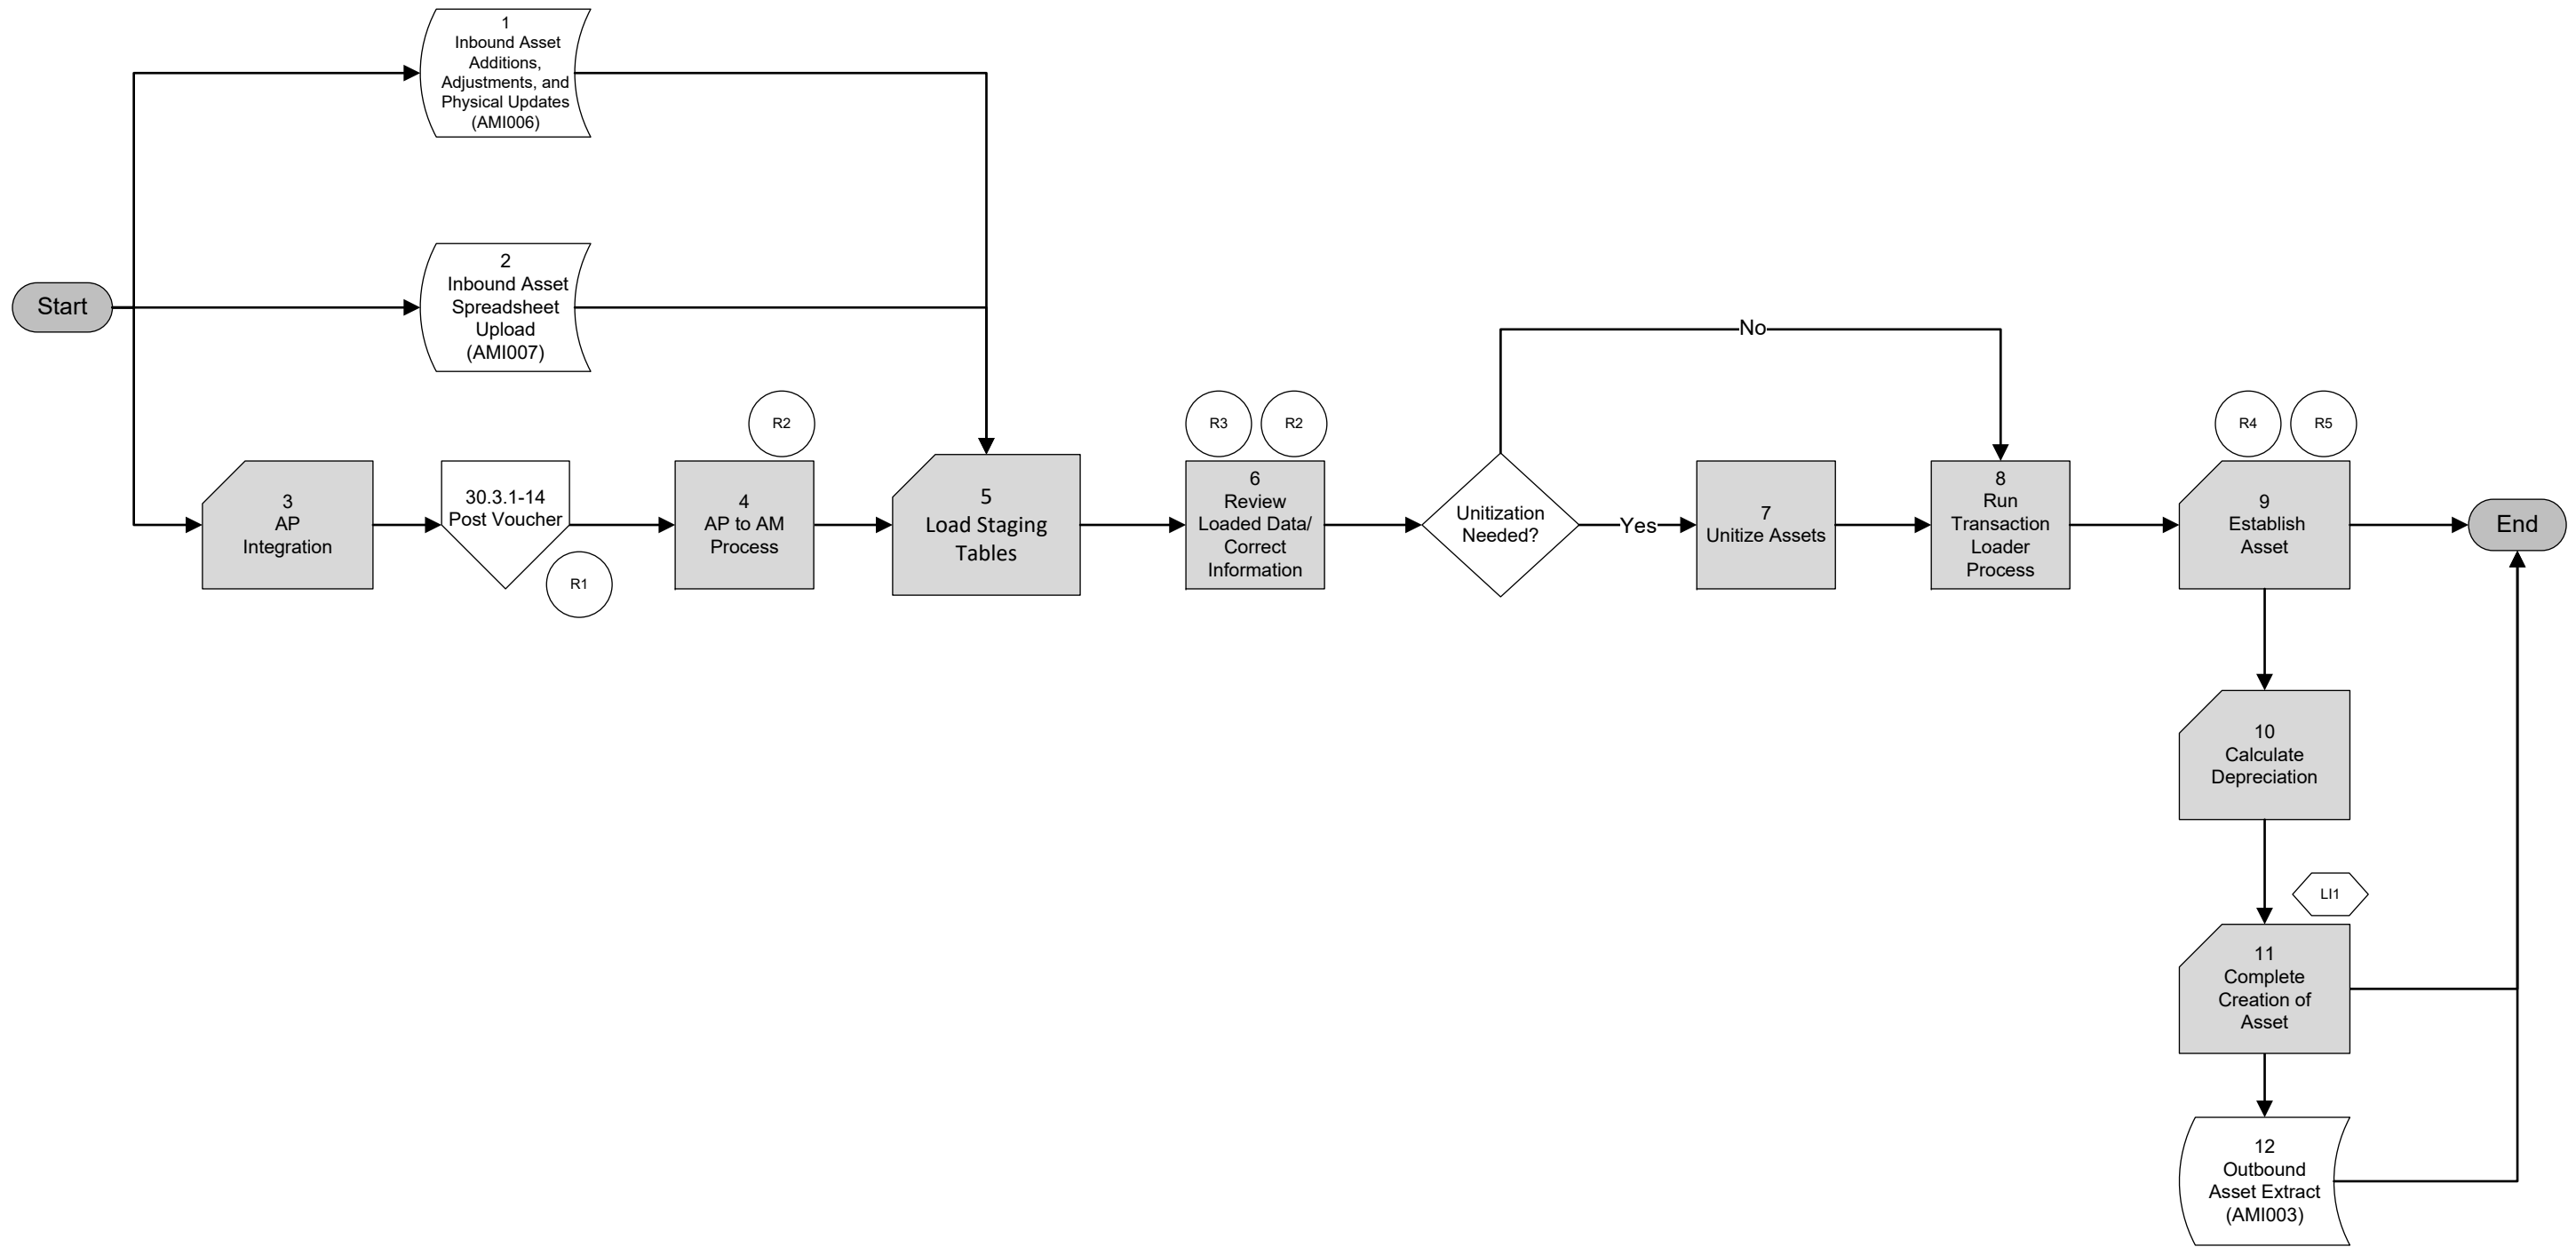 1
Inbound Asset
Additions,
Adjustments, and
Physical Updates
(AMI006)
Start
2
Inbound Asset
Spreadsheet
Upload
(AMI007)
3
AP
Integration
30.3.1-14
Post Voucher
R1
R2
4
AP to AM
Process
5
Load Staging
Tables
R3
R2
6
Review
Loaded Data/
Correct
Information
Unitization
Needed?
No
Yes
7
Unitize Assets
8
Run
Transaction
Loader
Process
R4
R5
9
Establish
Asset
End
10
Calculate
Depreciation
LI1
11
Complete
Creation of
Asset
12
Outbound
Asset Extract
(AMI003)